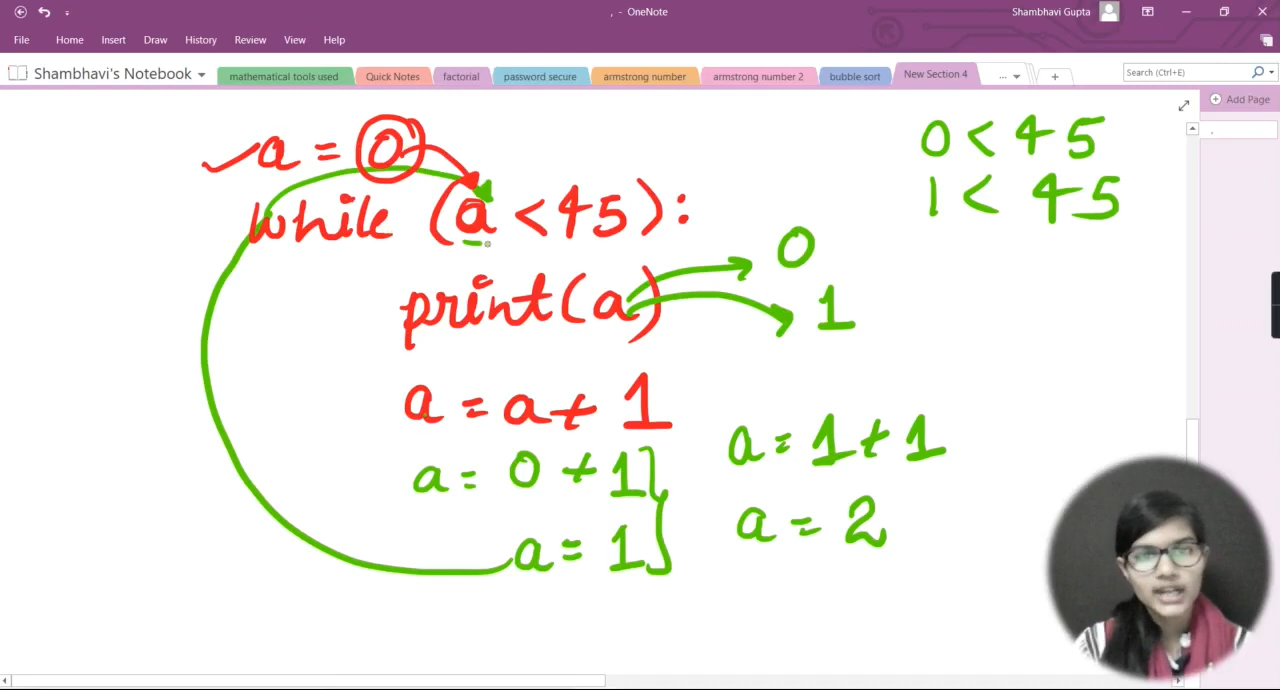 , - OneNote
Shambhavi Gupta
File Home Insert Draw History Review View Help
Shambhavi's Notebook
mathematical tools used
Quick Notes
factorial
password secure
armstrong number
armstrong number 2
bubble sort
New Section 4
...
+
Search (Ctrl+E)
+ Add Page
,
a = 0
while (a < 45):
print(a)
a = a + 1
a = 0 + 1
a = 1
0
1
a = 1 + 1
a = 2
0 < 45
1 < 45